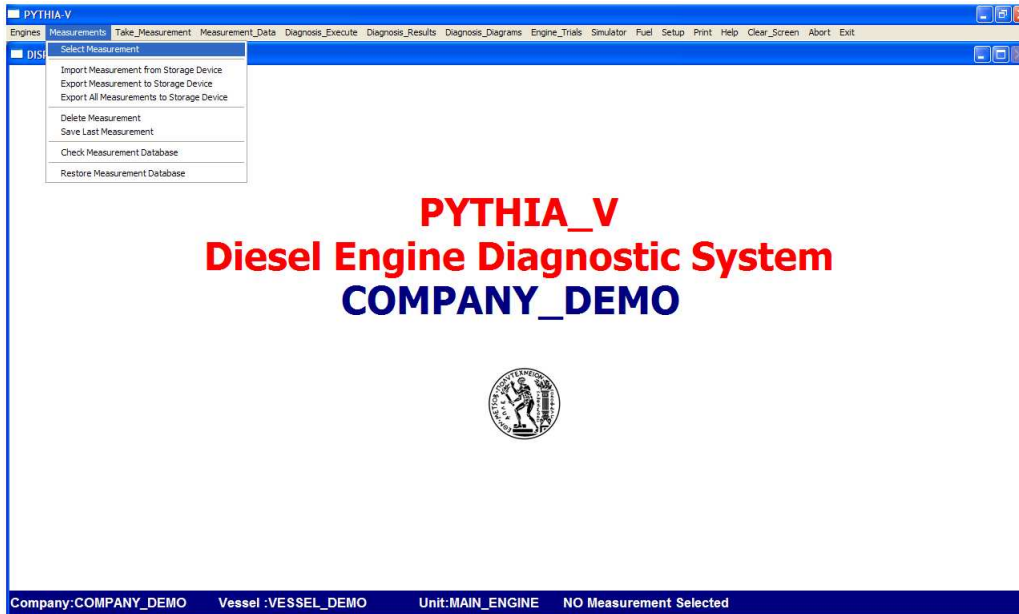 PYTHIA-V
Engines Measurements Take_Measurement Measurement_Data Diagnosis_Execute Diagnosis_Results Diagnosis_Diagrams Engine_Trials Simulator Fuel Setup Print Help Clear_Screen Abort Exit
DISP
Select Measurement
Import Measurement from Storage Device
Export Measurement to Storage Device
Export All Measurements to Storage Device
Delete Measurement
Save Last Measurement
Check Measurement Database
Restore Measurement Database
PYTHIA_V
Diesel Engine Diagnostic System
COMPANY_DEMO
Company:COMPANY_DEMO Vessel :VESSEL_DEMO Unit:MAIN_ENGINE NO Measurement Selected